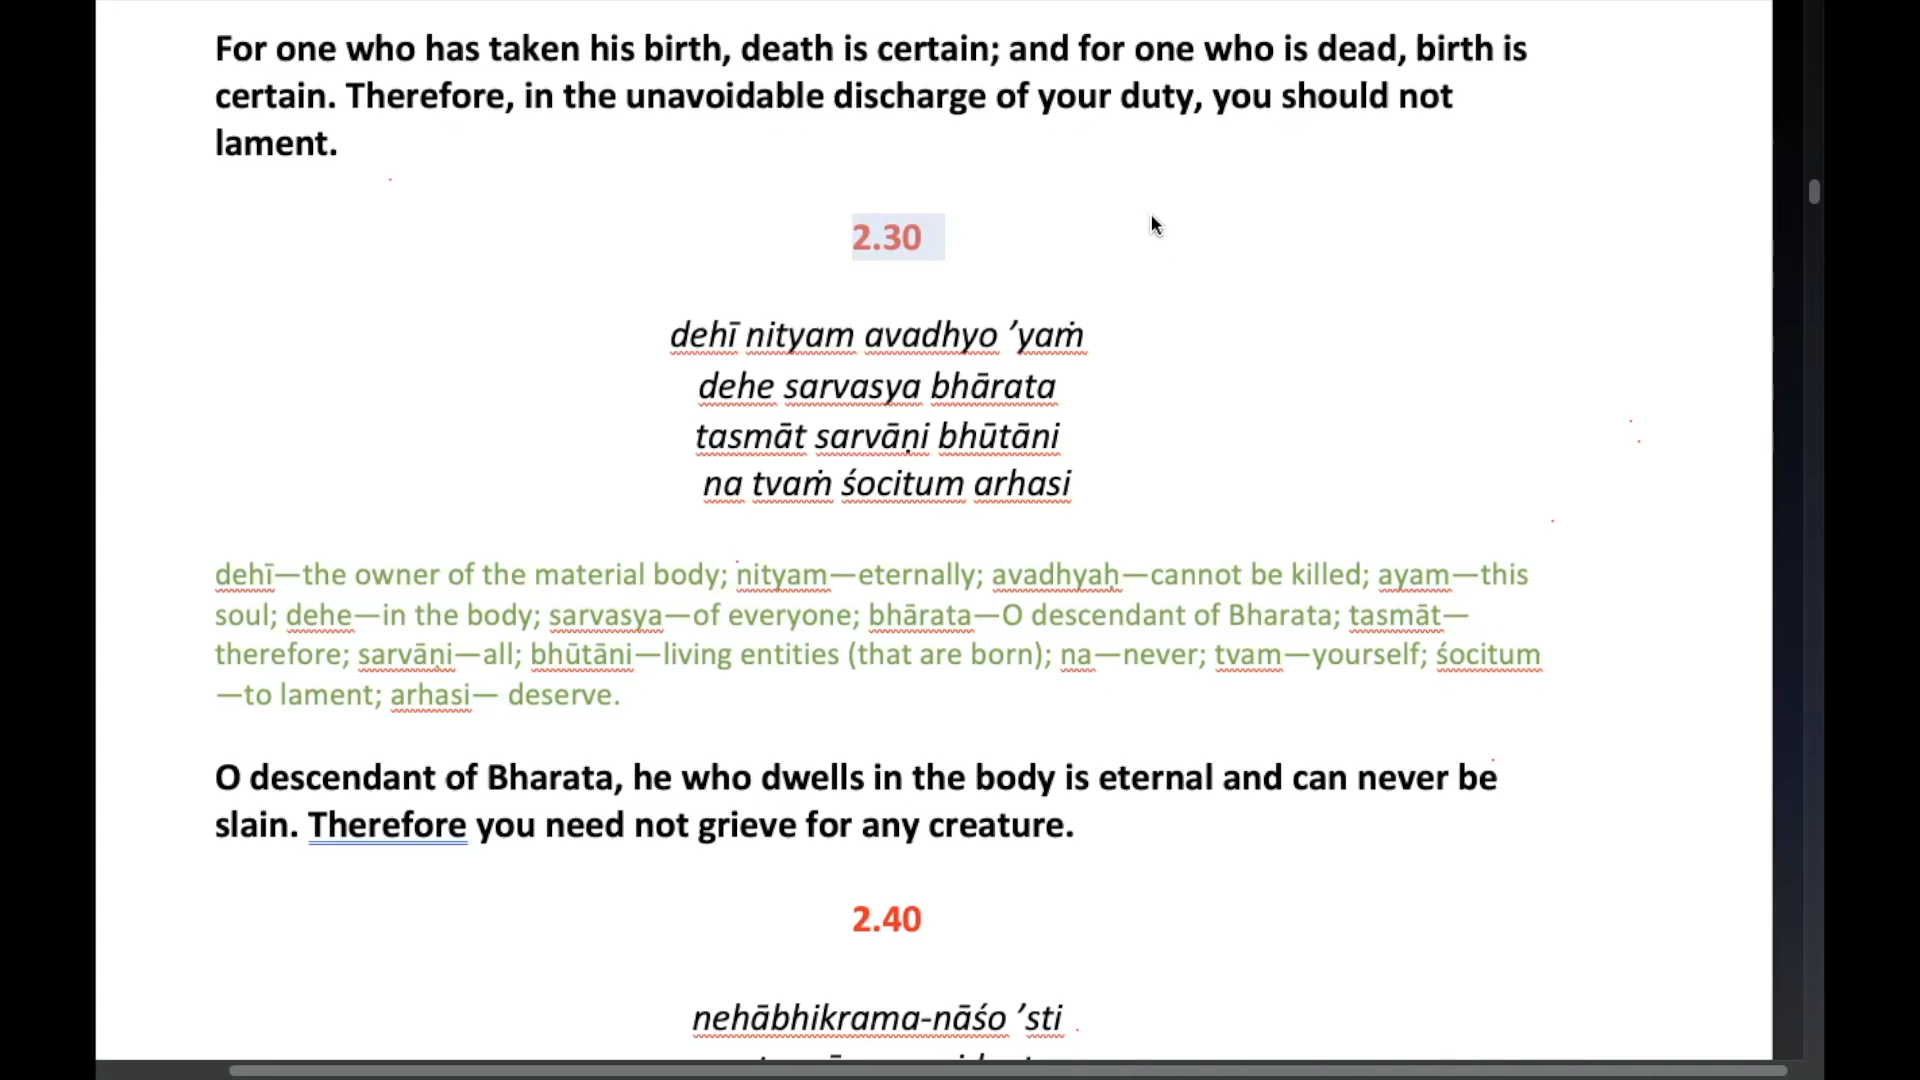 For one who has taken his birth, death is certain; and for one who is dead, birth is
certain. Therefore, in the unavoidable discharge of your duty, you should not
lament.
2.30
dehī nityam avadhyo ’yaṁ
dehe sarvasya bhārata
tasmāt sarvāṇi bhūtāni
na tvaṁ śocitum arhasi
dehī—the owner of the material body; nityam—eternally; avadhyaḥ—cannot be killed; ayam—this
soul; dehe—in the body; sarvasya—of everyone; bhārata—O descendant of Bharata; tasmāt—
therefore; sarvāṇi—all; bhūtāni—living entities (that are born); na—never; tvam—yourself; śocitum
—to lament; arhasi— deserve.
O descendant of Bharata, he who dwells in the body is eternal and can never be
slain. Therefore you need not grieve for any creature.
2.40
nehābhikrama-nāśo ’sti